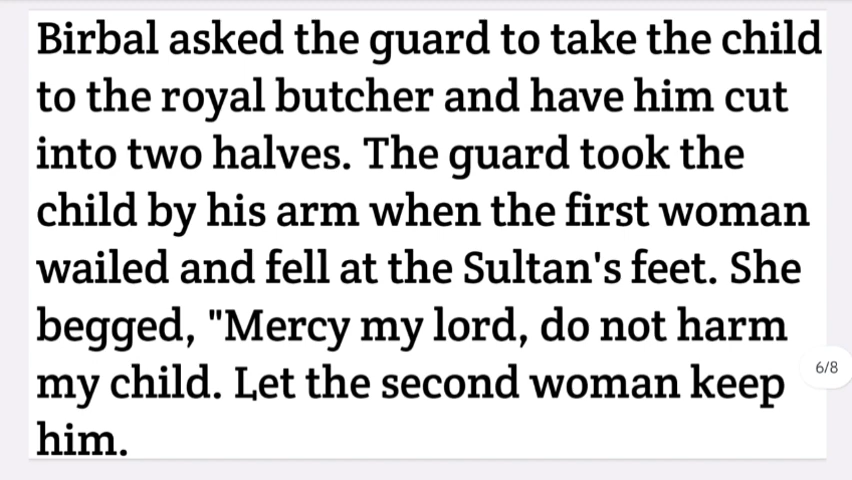 Birbal asked the guard to take the child
to the royal butcher and have him cut
into two halves. The guard took the
child by his arm when the first woman
wailed and fell at the Sultan's feet. She
begged, "Mercy my lord, do not harm
my child. Let the second woman keep
him.
6/8